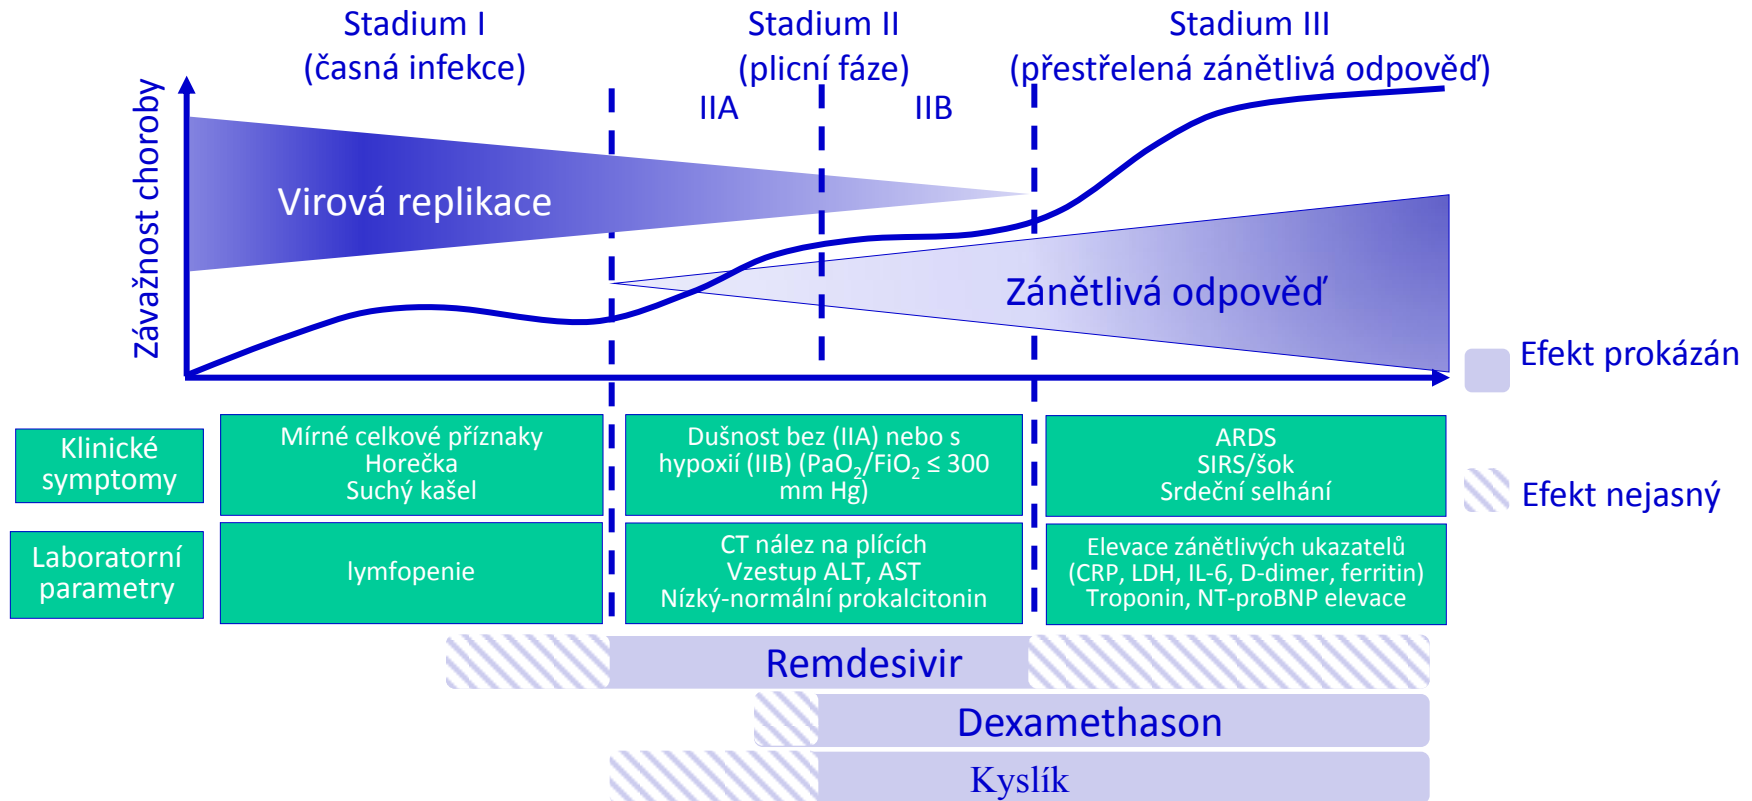 Stadium I
(časná infekce)
Stadium II
(plicní fáze)
Stadium III
(přestřelená zánětlivá odpověď)
IIA
IIB
Závažnost choroby
Virová replikace
Zánětlivá odpověď
Efekt prokázán
Efekt nejasný
Klinické
symptomy
Mírné celkové příznaky
Horečka
Suchý kašel
Dušnost bez (IIA) nebo s
hypoxií (IIB) (PaO₂/FiO₂ ≤ 300
mm Hg)
ARDS
SIRS/šok
Srdeční selhání
Laboratorní
parametry
lymfopenie
CT nález na plících
Vzestup ALT, AST
Nízký-normální prokalcitonin
Elevace zánětlivých ukazatelů
(CRP, LDH, IL-6, D-dimer, ferritin)
Troponin, NT-proBNP elevace
Remdesivir
Dexamethason
Kyslík